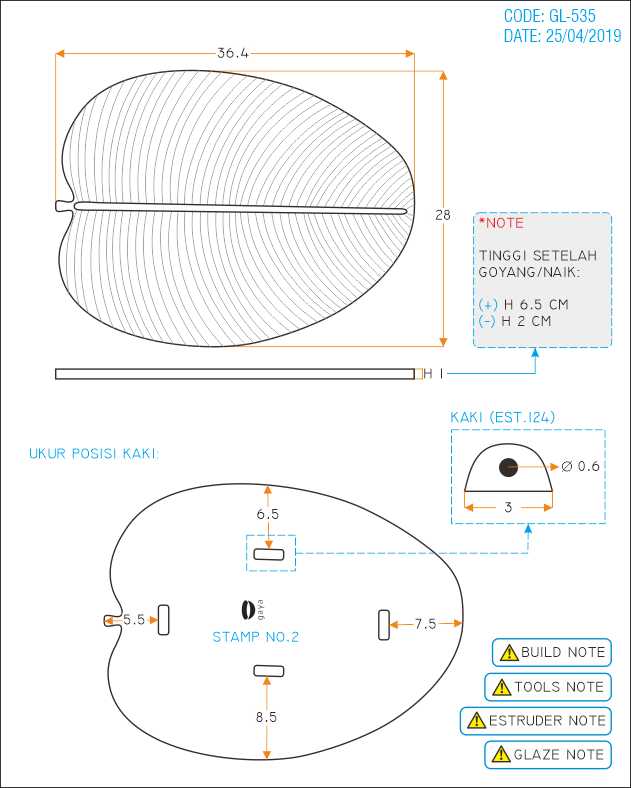 CODE: GL-535
DATE: 25/04/2019
36.4
28
*NOTE
TINGGI SETELAH
GOYANG/NAIK:
(+) H 6.5 CM
(-) H 2 CM
H 1
KAKI (EST.124)
Ø 0.6
3
UKUR POSISI KAKI:
6.5
5.5
gaya
7.5
STAMP NO.2
8.5
BUILD NOTE
TOOLS NOTE
ESTRUDER NOTE
GLAZE NOTE